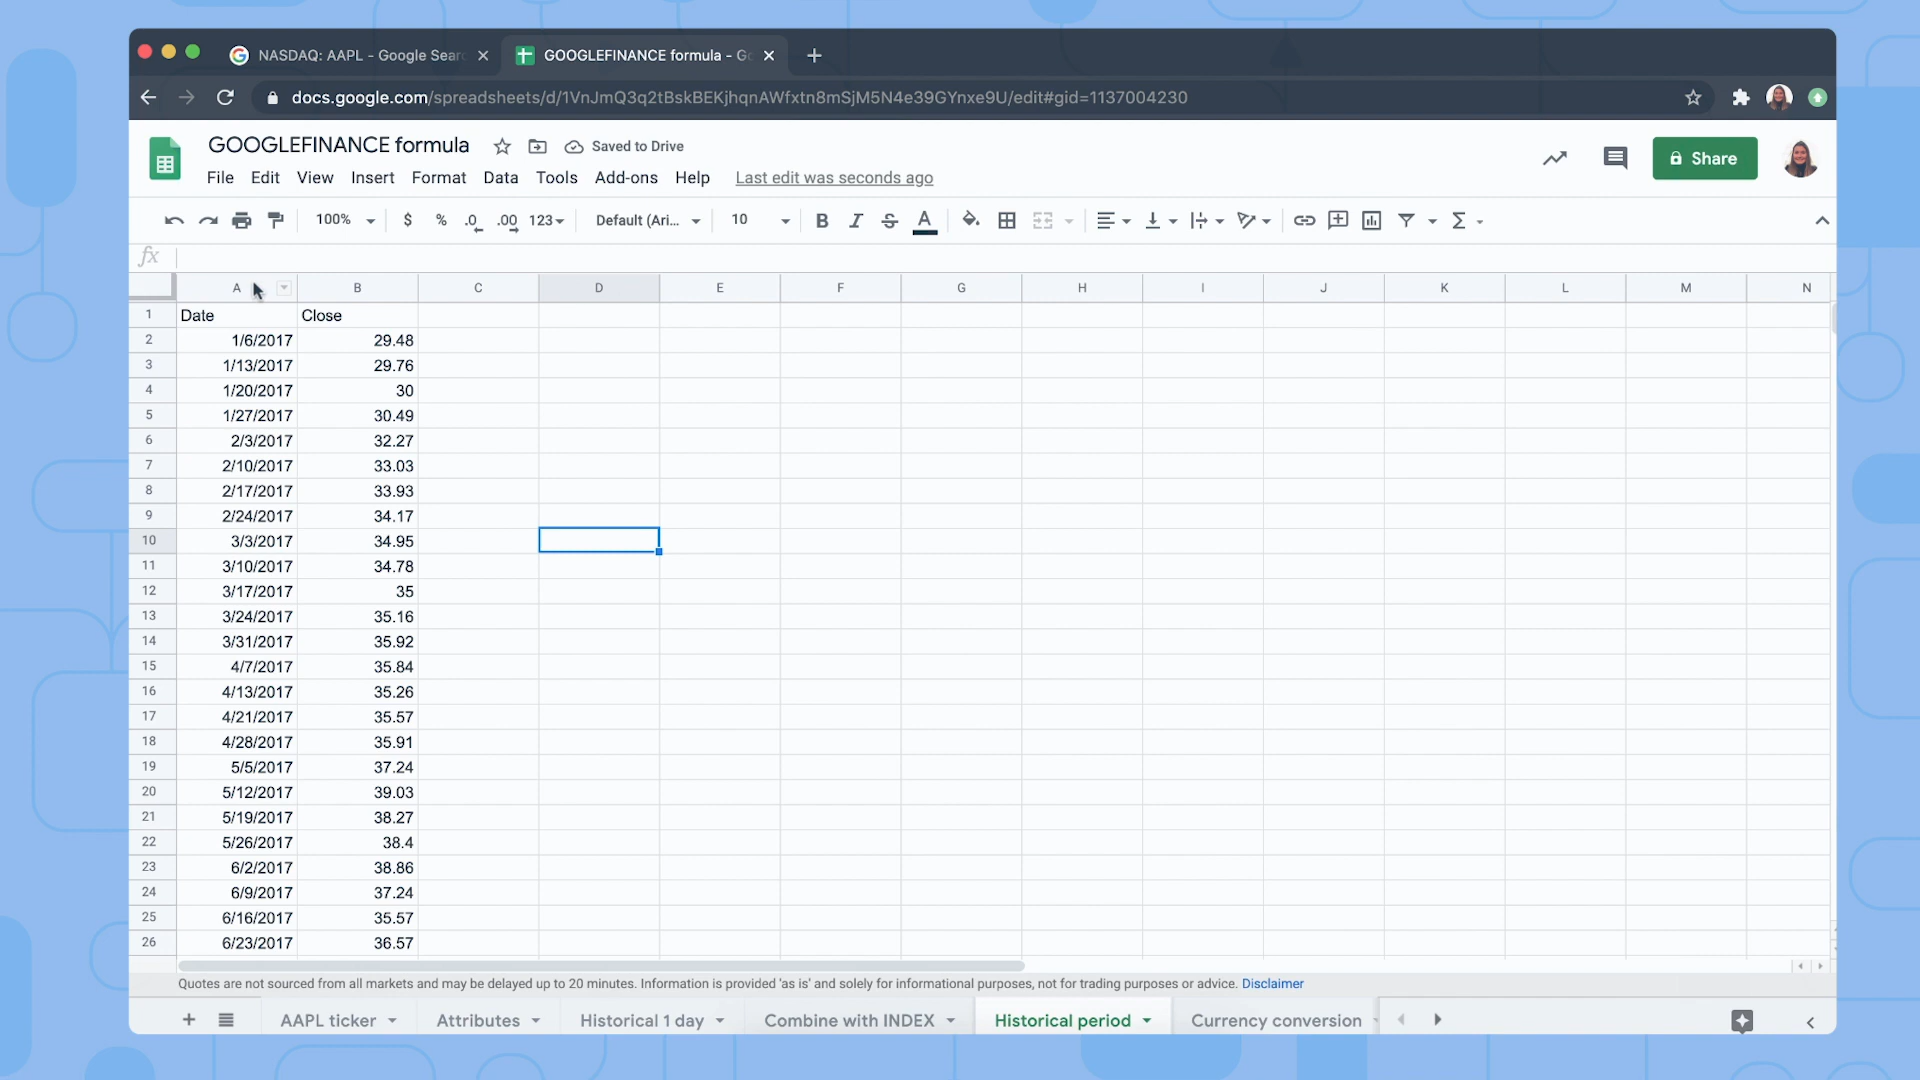 NASDAQ: AAPL - Google Sear
GOOGLEFINANCE formula - Go
docs.google.com/spreadsheets/d/1VnJmQ3q2tBskBEKjhqnAWfxtn8mSjM5N4e39GYnxe9U/edit#gid=1137004230
GOOGLEFINANCE formula Saved to Drive
File Edit View Insert Format Data Tools Add-ons Help Last edit was seconds ago
Share
100% $ % .0 .00 123 Default (Ari... 10 B I S A Σ
fx
A B C D E F G H I J K L M N
1 Date Close
2 1/6/2017 29.48
3 1/13/2017 29.76
4 1/20/2017 30
5 1/27/2017 30.49
6 2/3/2017 32.27
7 2/10/2017 33.03
8 2/17/2017 33.93
9 2/24/2017 34.17
10 3/3/2017 34.95
11 3/10/2017 34.78
12 3/17/2017 35
13 3/24/2017 35.16
14 3/31/2017 35.92
15 4/7/2017 35.84
16 4/13/2017 35.26
17 4/21/2017 35.57
18 4/28/2017 35.91
19 5/5/2017 37.24
20 5/12/2017 39.03
21 5/19/2017 38.27
22 5/26/2017 38.4
23 6/2/2017 38.86
24 6/9/2017 37.24
25 6/16/2017 35.57
26 6/23/2017 36.57
Quotes are not sourced from all markets and may be delayed up to 20 minutes. Information is provided 'as is' and solely for informational purposes, not for trading purposes or advice. Disclaimer
AAPL ticker Attributes Historical 1 day Combine with INDEX Historical period Currency conversion